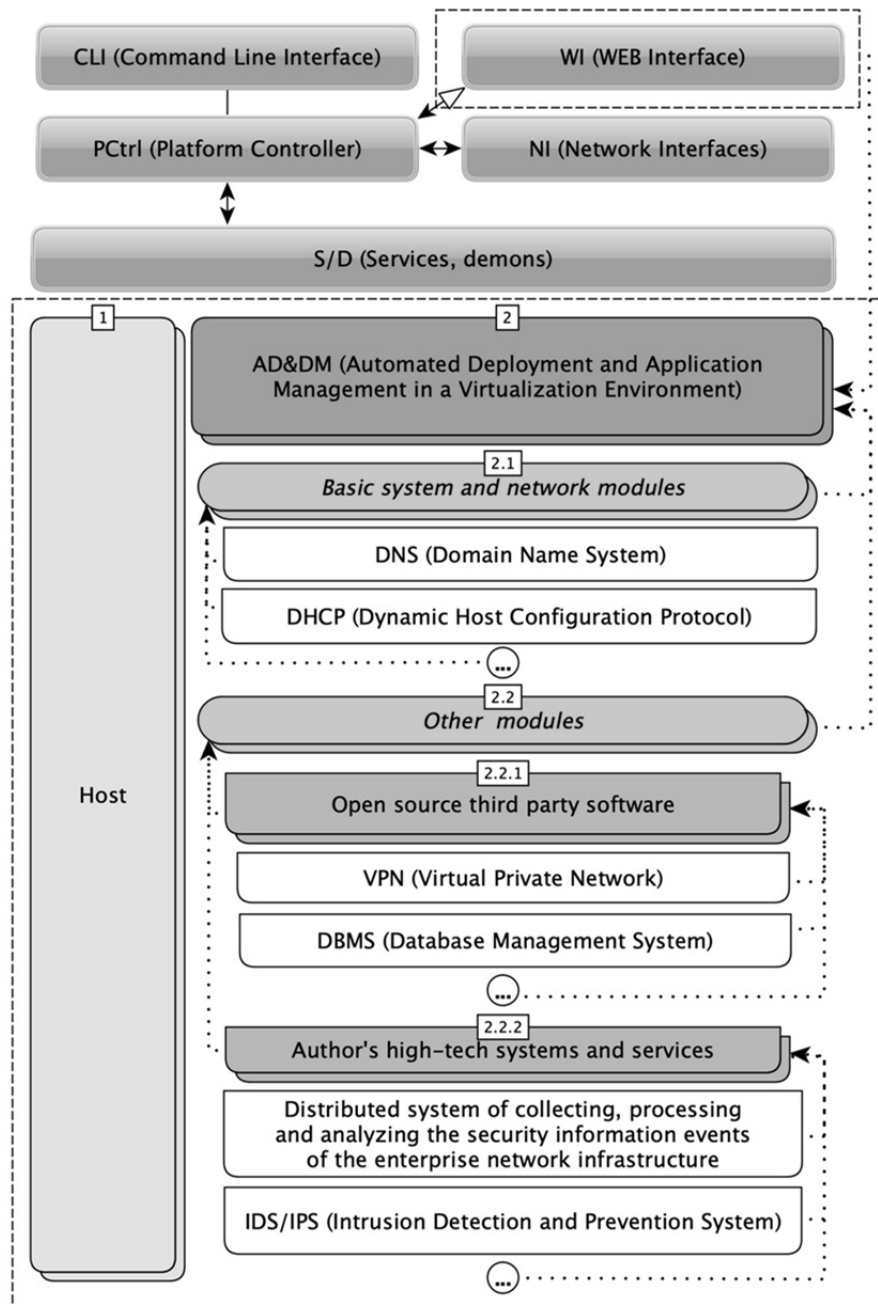 CLI (Command Line Interface)
WI (WEB Interface)
PCtrl (Platform Controller)
NI (Network Interfaces)
S/D (Services, demons)
1
Host
2
AD&DM (Automated Deployment and Application
Management in a Virtualization Environment)
2.1
Basic system and network modules
DNS (Domain Name System)
DHCP (Dynamic Host Configuration Protocol)
...
2.2
Other modules
2.2.1
Open source third party software
VPN (Virtual Private Network)
DBMS (Database Management System)
...
2.2.2
Author's high-tech systems and services
Distributed system of collecting, processing
and analyzing the security information events
of the enterprise network infrastructure
IDS/IPS (Intrusion Detection and Prevention System)
...